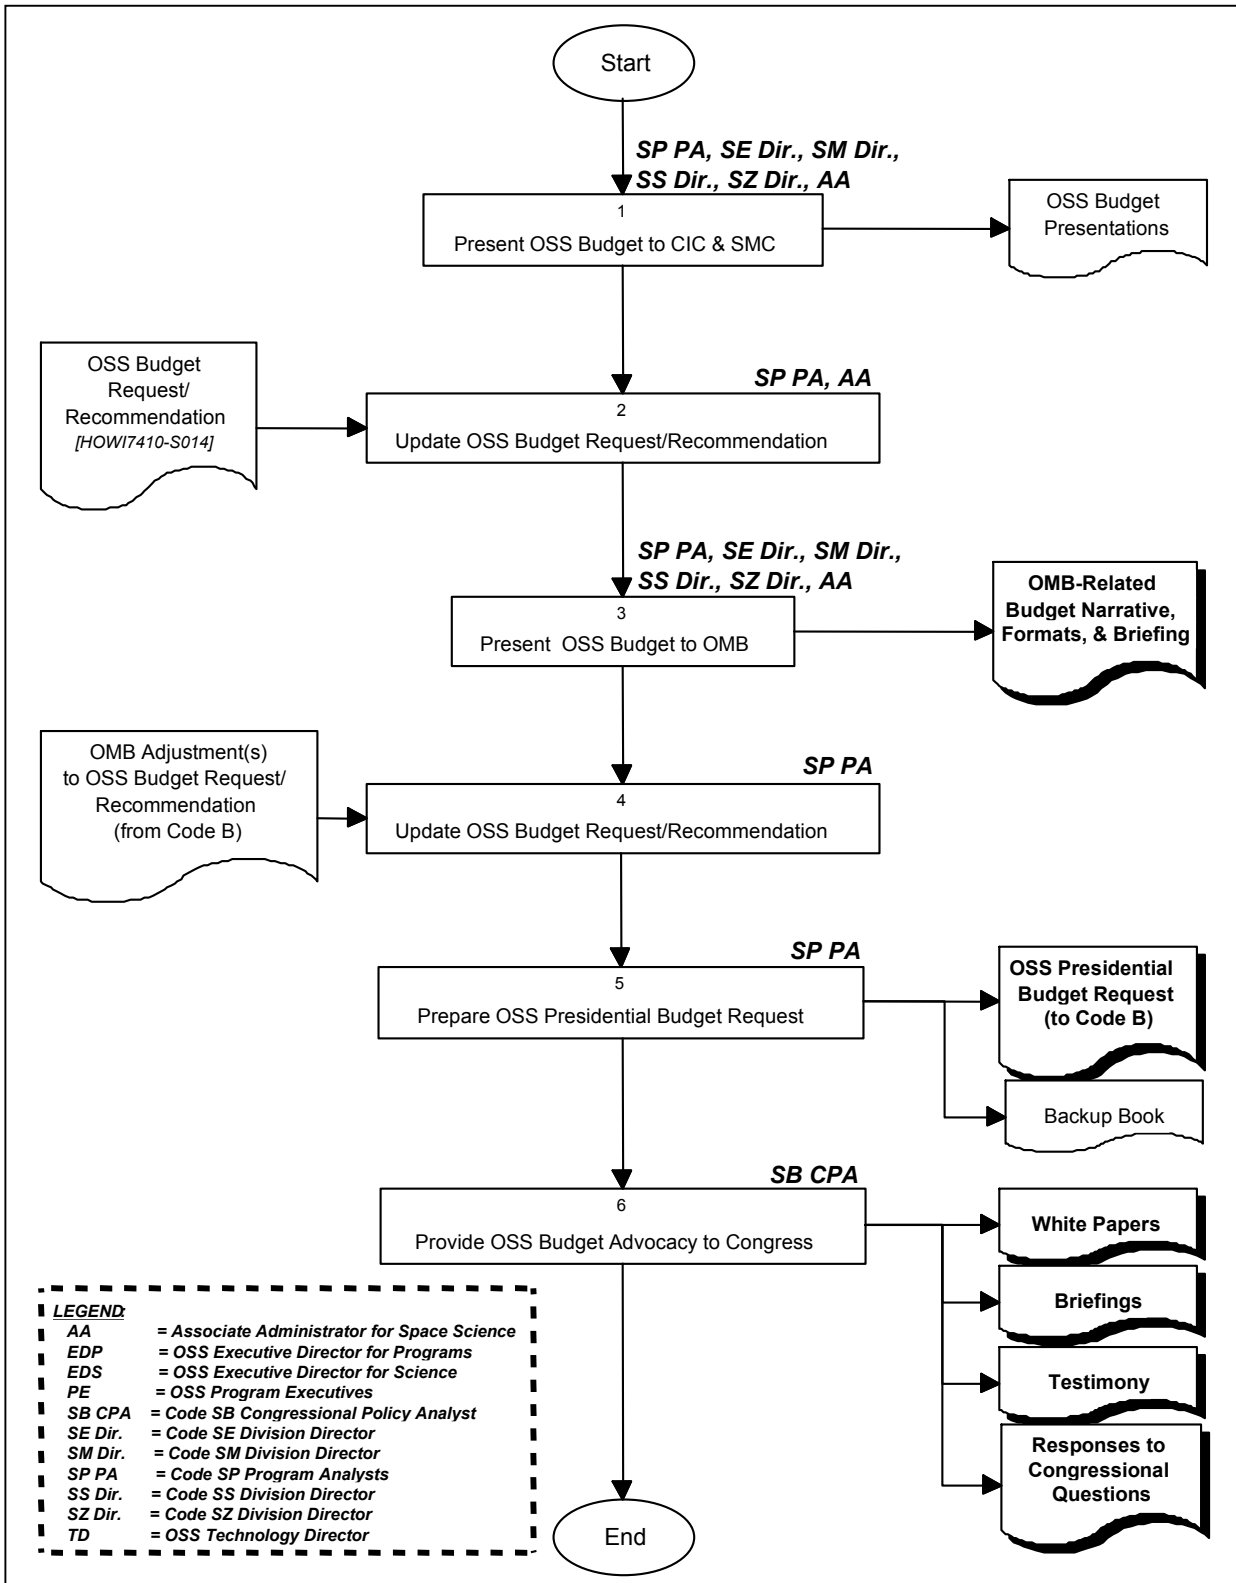 Start
SP PA, SE Dir., SM Dir.,
SS Dir., SZ Dir., AA
1
Present OSS Budget to CIC & SMC
OSS Budget
Presentations
OSS Budget
Request/
Recommendation
[HOWI7410-S014]
SP PA, AA
2
Update OSS Budget Request/Recommendation
SP PA, SE Dir., SM Dir.,
SS Dir., SZ Dir., AA
3
Present OSS Budget to OMB
OMB-Related
Budget Narrative,
Formats, & Briefing
OMB Adjustment(s)
to OSS Budget Request/
Recommendation
(from Code B)
SP PA
4
Update OSS Budget Request/Recommendation
SP PA
5
Prepare OSS Presidential Budget Request
OSS Presidential
Budget Request
(to Code B)
Backup Book
SB CPA
6
Provide OSS Budget Advocacy to Congress
White Papers
Briefings
Testimony
Responses to
Congressional
Questions
LEGEND:
AA = Associate Administrator for Space Science
EDP = OSS Executive Director for Programs
EDS = OSS Executive Director for Science
PE = OSS Program Executives
SB CPA = Code SB Congressional Policy Analyst
SE Dir. = Code SE Division Director
SM Dir. = Code SM Division Director
SP PA = Code SP Program Analysts
SS Dir. = Code SS Division Director
SZ Dir. = Code SZ Division Director
TD = OSS Technology Director
End